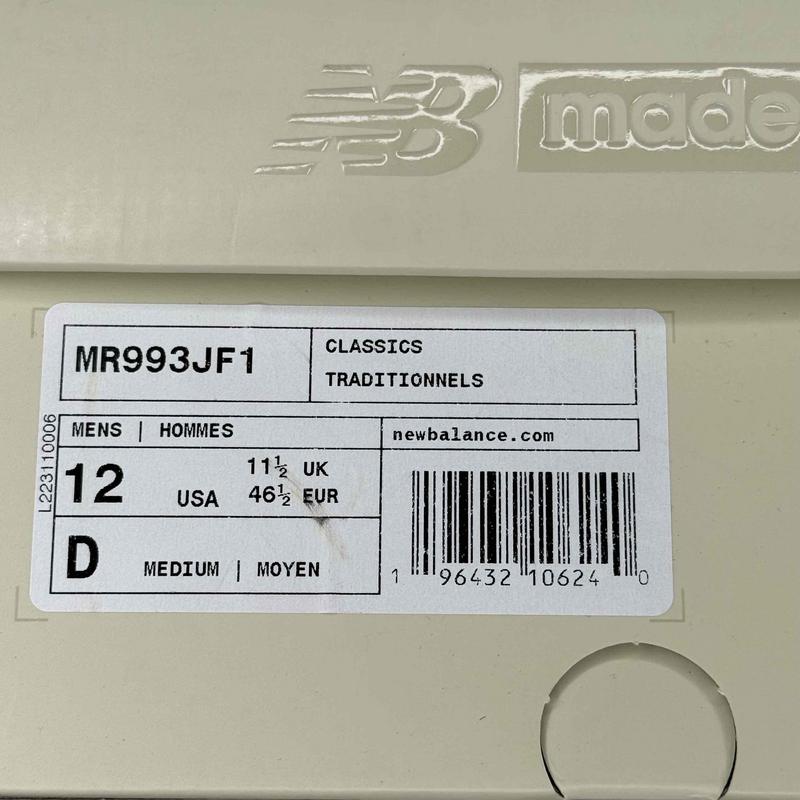 NB made
MR993JF1
CLASSICS
TRADITIONNELS
MENS | HOMMES
newbalance.com
12 USA 11½ UK
46½ EUR
D MEDIUM | MOYEN
L223110006
1 96432 10624 0